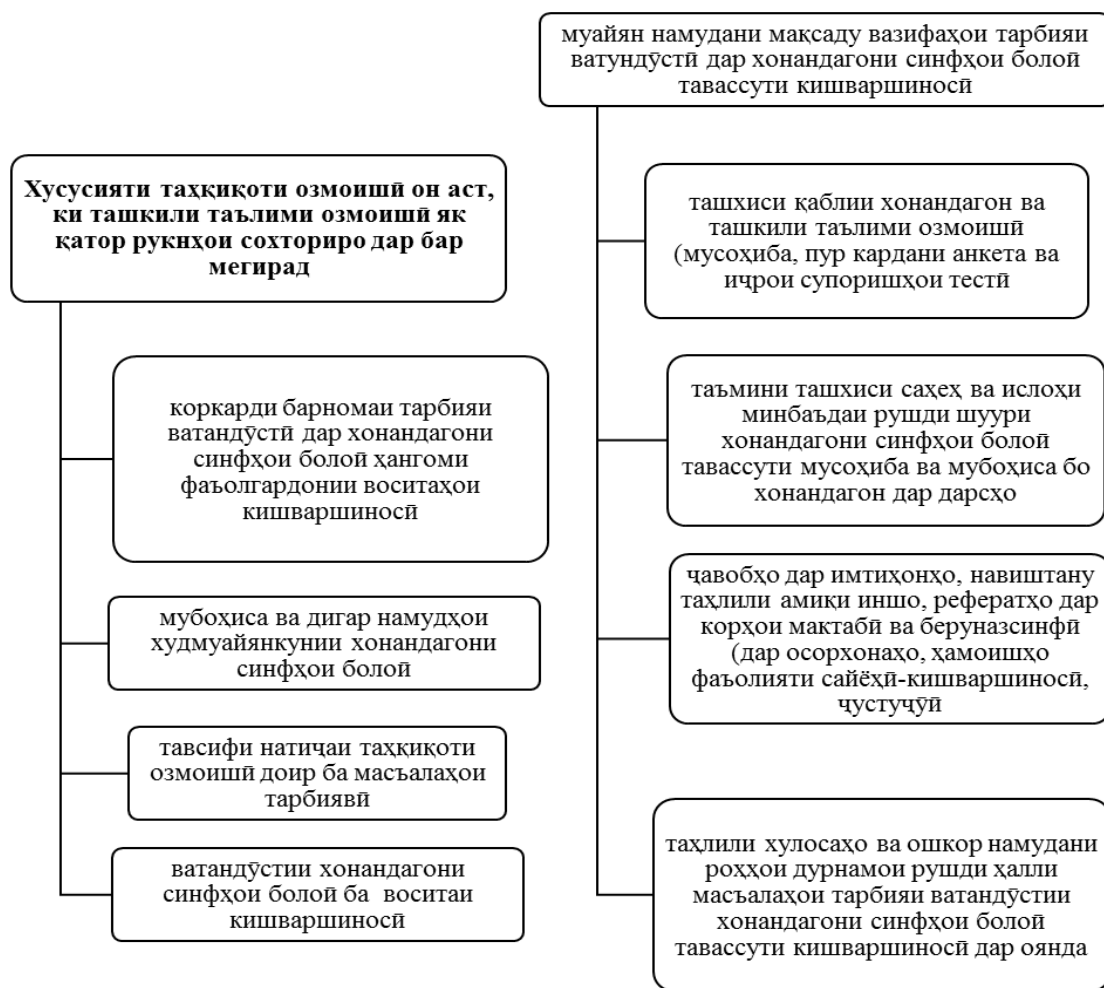 Хусусияти таҳқиқоти озмоишӣ он аст,
ки ташкили таълими озмоишӣ як
қатор рукнҳои сохториро дар бар
мегирад
коркарди барномаи тарбияи
ватандӯстӣ дар хонандагони
синфҳои болоӣ ҳангоми
фаъолгардонии воситаҳои
кишваршиносӣ
мубоҳиса ва дигар намудҳои
худмуайянкунии хонандагони
синфҳои болоӣ
тавсифи натиҷаи таҳқиқоти
озмоишӣ доир ба масъалаҳои
тарбиявӣ
ватандӯстии хонандагони
синфҳои болоӣ ба воситаи
кишваршиносӣ
муайян намудани мақсаду вазифаҳои тарбияи
ватундӯстӣ дар хонандагони синфҳои болоӣ
тавассути кишваршиносӣ
ташхиси қаблии хонандагон ва
ташкили таълими озмоишӣ
(мусоҳиба, пур кардани анкета ва
иҷрои супоришҳои тестӣ
таъмини ташхиси саҳеҳ ва ислоҳи
минбаъдаи рушди шуури
хонандагони синфҳои болоӣ
тавассути мусоҳиба ва мубоҳиса бо
хонандагон дар дарсҳо
ҷавобҳо дар имтиҳонҳо, навиштану
таҳлили амиқи иншо, рефератҳо дар
корҳои мактабӣ ва беруназсинфӣ
(дар осорхонаҳо, ҳамоишҳо
фаъолияти сайёҳӣ-кишваршиносӣ,
ҷустуҷӯӣ
таҳлили хулосаҳо ва ошкор намудани
роҳҳои дурнамои рушди ҳалли
масъалаҳои тарбияи ватандӯстии
хонандагони синфҳои болоӣ
тавассути кишваршиносӣ дар оянда